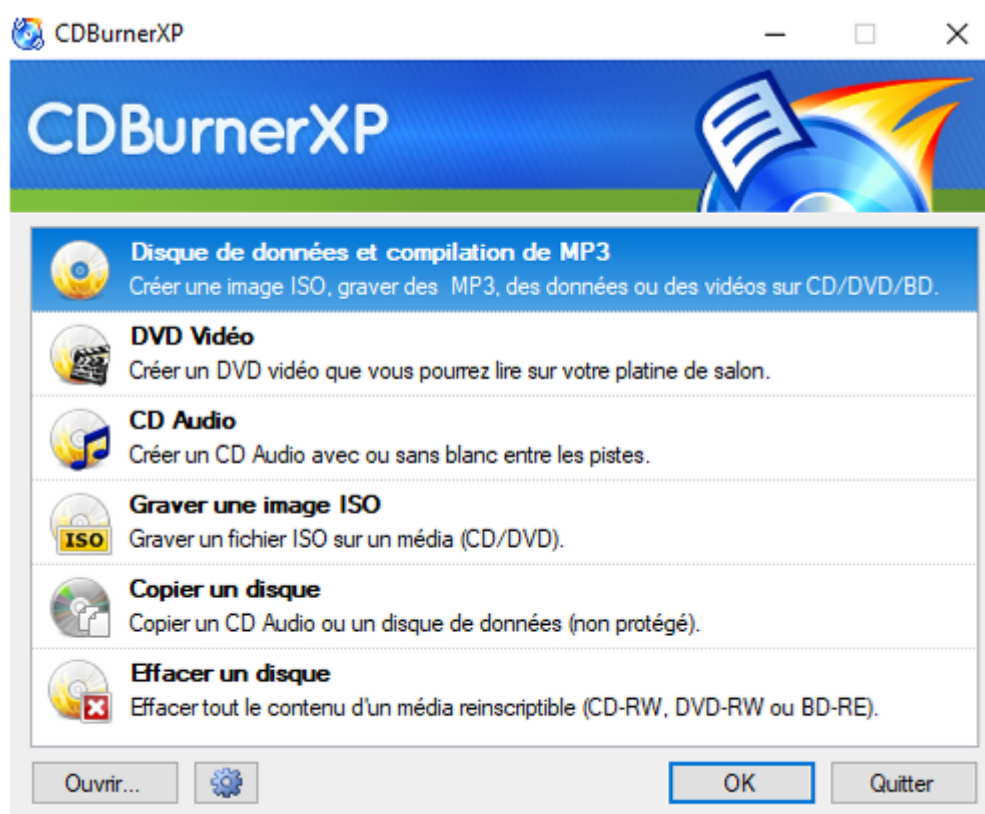 CDBurnerXP
CDBurnerXP
Disque de données et compilation de MP3
Créer une image ISO, graver des  MP3, des données ou des vidéos sur CD/DVD/BD.
DVD Vidéo
Créer un DVD vidéo que vous pourrez lire sur votre platine de salon.
CD Audio
Créer un CD Audio avec ou sans blanc entre les pistes.
Graver une image ISO
ISO
Graver un fichier ISO sur un média (CD/DVD).
Copier un disque
Copier un CD Audio ou un disque de données (non protégé).
Effacer un disque
Effacer tout le contenu d'un média reinscriptible (CD-RW, DVD-RW ou BD-RE).
Ouvrir... OK Quitter